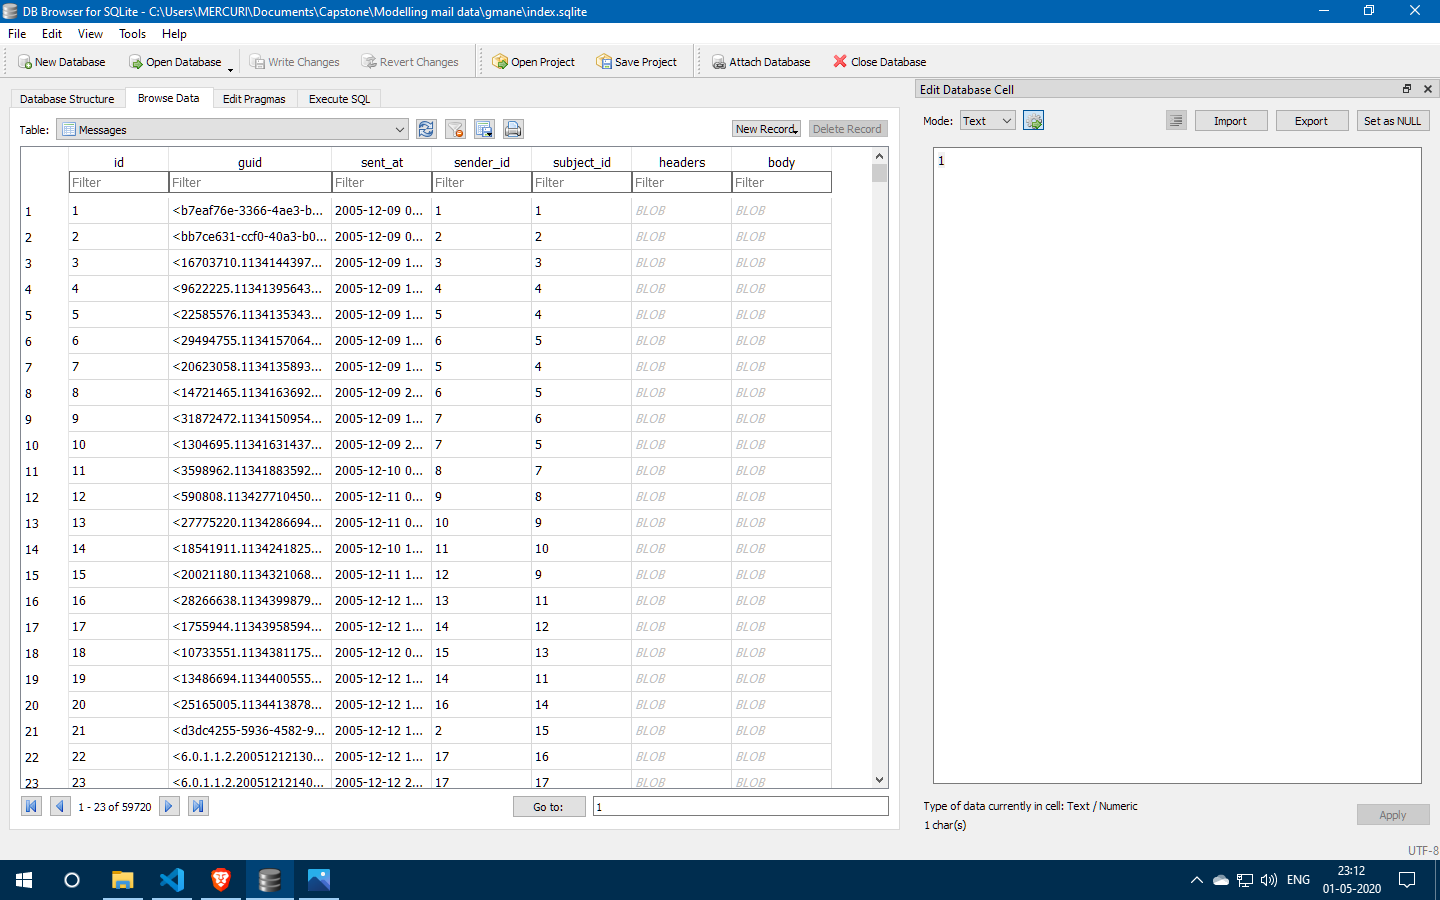 DB Browser for SQLite - C:\Users\MERCURI\Documents\Capstone\Modelling mail data\gmane\index.sqlite
File Edit View Tools Help
New Database Open Database Write Changes Revert Changes Open Project Save Project Attach Database Close Database
Database Structure Browse Data Edit Pragmas Execute SQL
Table: Messages New Record Delete Record
id guid sent_at sender_id subject_id headers body
Filter Filter Filter Filter Filter Filter Filter
1 1 <b7eaf76e-3366-4ae3-b... 2005-12-09 0... 1 1 BLOB BLOB
2 2 <bb7ce631-ccf0-40a3-b0... 2005-12-09 0... 2 2 BLOB BLOB
3 3 <16703710.1134144397... 2005-12-09 1... 3 3 BLOB BLOB
4 4 <9622225.11341395643... 2005-12-09 1... 4 4 BLOB BLOB
5 5 <22585576.1134135343... 2005-12-09 1... 5 4 BLOB BLOB
6 6 <29494755.1134157064... 2005-12-09 1... 6 5 BLOB BLOB
7 7 <20623058.1134135893... 2005-12-09 1... 5 4 BLOB BLOB
8 8 <14721465.1134163692... 2005-12-09 2... 6 5 BLOB BLOB
9 9 <31872472.1134150954... 2005-12-09 1... 7 6 BLOB BLOB
10 10 <1304695.11341631437... 2005-12-09 2... 7 5 BLOB BLOB
11 11 <3598962.11341883592... 2005-12-10 0... 8 7 BLOB BLOB
12 12 <590808.113427710450... 2005-12-11 0... 9 8 BLOB BLOB
13 13 <27775220.1134286694... 2005-12-11 0... 10 9 BLOB BLOB
14 14 <18541911.1134241825... 2005-12-10 1... 11 10 BLOB BLOB
15 15 <20021180.1134321068... 2005-12-11 1... 12 9 BLOB BLOB
16 16 <28266638.1134399879... 2005-12-12 1... 13 11 BLOB BLOB
17 17 <1755944.11343958594... 2005-12-12 1... 14 12 BLOB BLOB
18 18 <10733551.1134381175... 2005-12-12 0... 15 13 BLOB BLOB
19 19 <13486694.1134400555... 2005-12-12 1... 14 11 BLOB BLOB
20 20 <25165005.1134413878... 2005-12-12 1... 16 14 BLOB BLOB
21 21 <d3dc4255-5936-4582-9... 2005-12-12 1... 2 15 BLOB BLOB
22 22 <6.0.1.1.2.20051212130... 2005-12-12 1... 17 16 BLOB BLOB
23 23 <6.0.1.1.2.20051212140... 2005-12-12 2... 17 17 BLOB BLOB
1 - 23 of 59720 Go to: 1
Edit Database Cell
Mode: Text Import Export Set as NULL
1
Type of data currently in cell: Text / Numeric
1 char(s)
Apply
UTF-8
ENG
23:12
01-05-2020